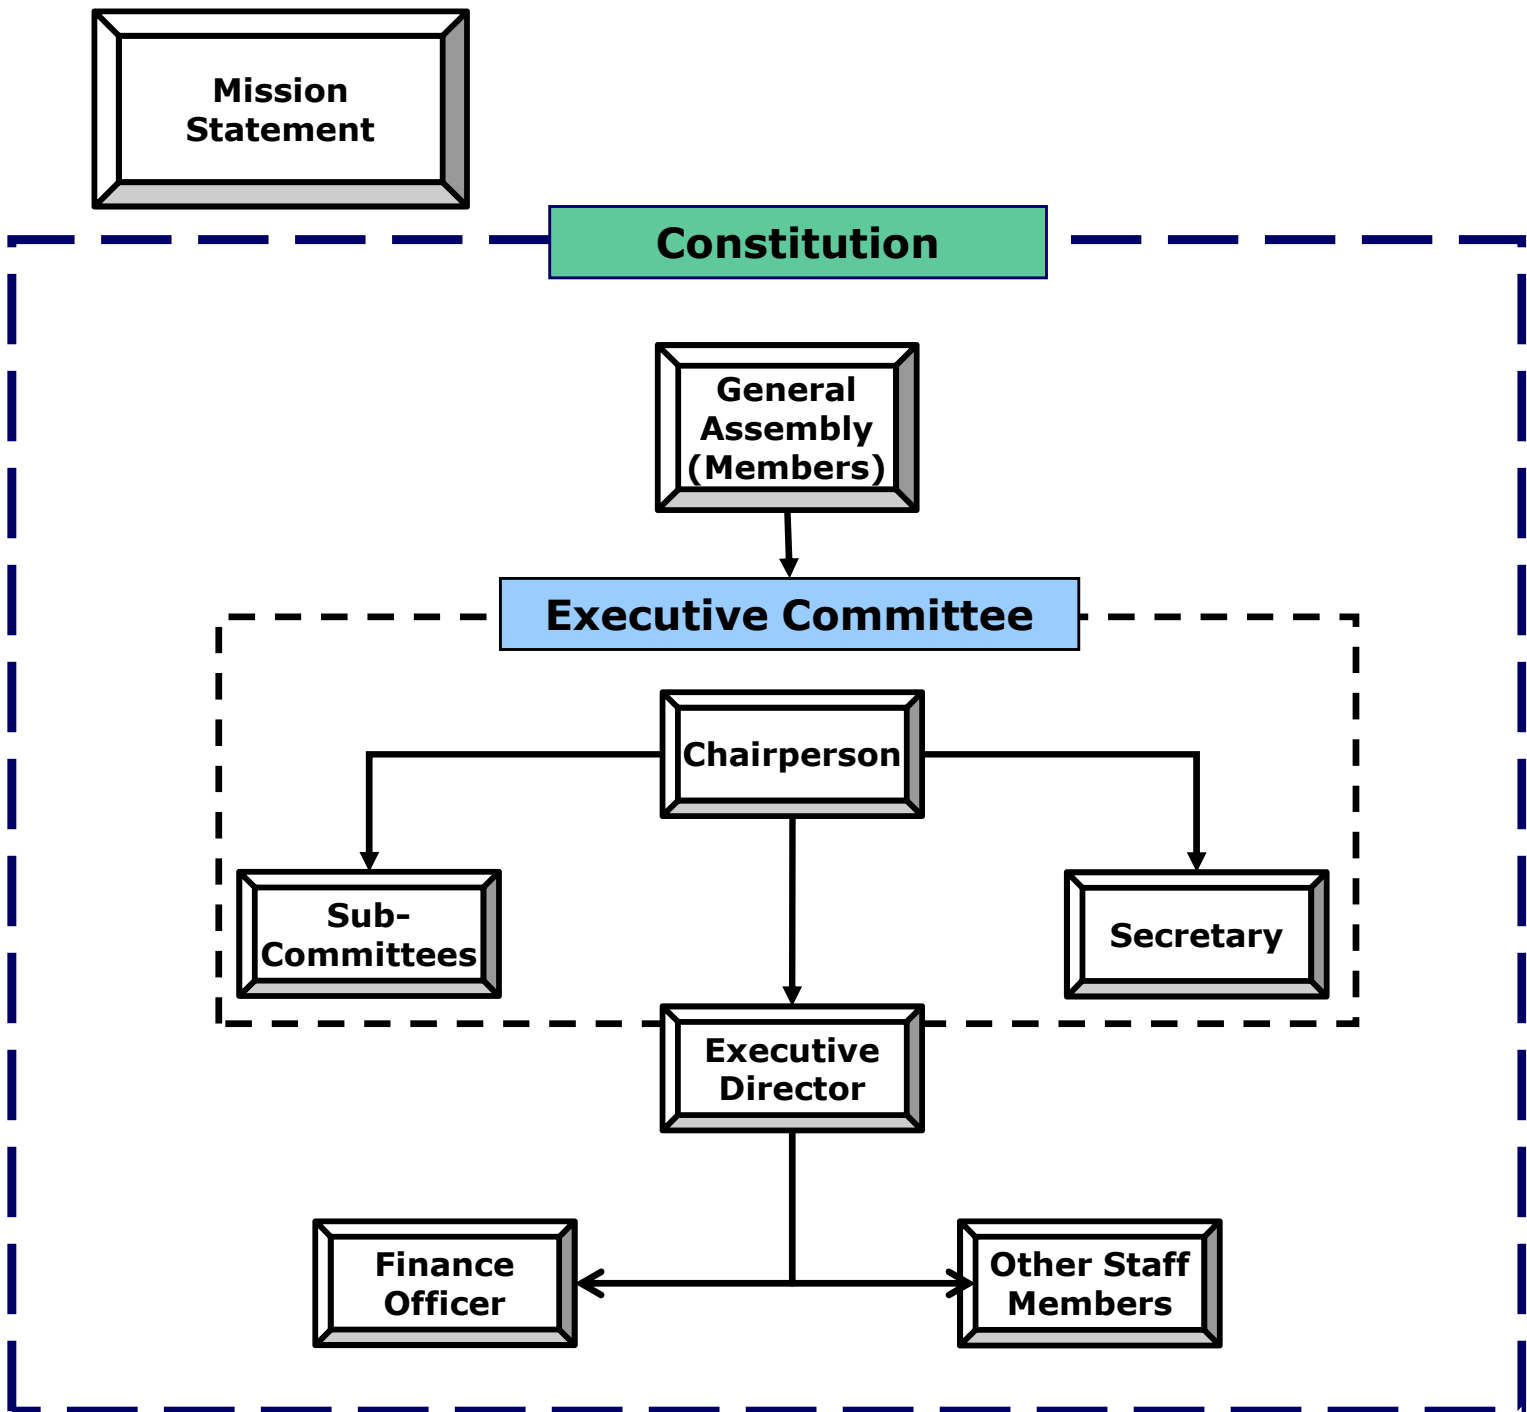 Mission
Statement
Constitution
General
Assembly
(Members)
Executive Committee
Chairperson
Sub-
Committees
Secretary
Executive
Director
Finance
Officer
Other Staff
Members